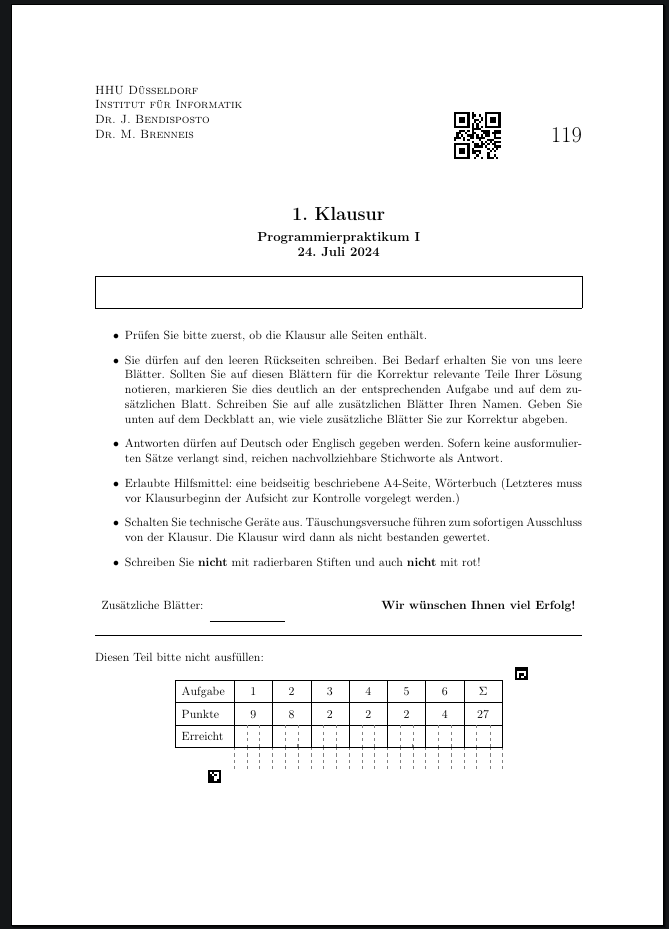 HHU Düsseldorf
Institut für Informatik
Dr. J. Bendisposto
Dr. M. Brenneis
119
1. Klausur
Programmierpraktikum I
24. Juli 2024
• Prüfen Sie bitte zuerst, ob die Klausur alle Seiten enthält.
• Sie dürfen auf den leeren Rückseiten schreiben. Bei Bedarf erhalten Sie von uns leere
Blätter. Sollten Sie auf diesen Blättern für die Korrektur relevante Teile Ihrer Lösung
notieren, markieren Sie dies deutlich an der entsprechenden Aufgabe und auf dem zu-
sätzlichen Blatt. Schreiben Sie auf alle zusätzlichen Blätter Ihren Namen. Geben Sie
unten auf dem Deckblatt an, wie viele zusätzliche Blätter Sie zur Korrektur abgeben.
• Antworten dürfen auf Deutsch oder Englisch gegeben werden. Sofern keine ausformulier-
ten Sätze verlangt sind, reichen nachvollziehbare Stichworte als Antwort.
• Erlaubte Hilfsmittel: eine beidseitig beschriebene A4-Seite, Wörterbuch (Letzteres muss
vor Klausurbeginn der Aufsicht zur Kontrolle vorgelegt werden.)
• Schalten Sie technische Geräte aus. Täuschungsversuche führen zum sofortigen Ausschluss
von der Klausur. Die Klausur wird dann als nicht bestanden gewertet.
• Schreiben Sie nicht mit radierbaren Stiften und auch nicht mit rot!
Zusätzliche Blätter: Wir wünschen Ihnen viel Erfolg!
Diesen Teil bitte nicht ausfüllen:
Aufgabe 1 2 3 4 5 6 Σ
Punkte 9 8 2 2 2 4 27
Erreicht